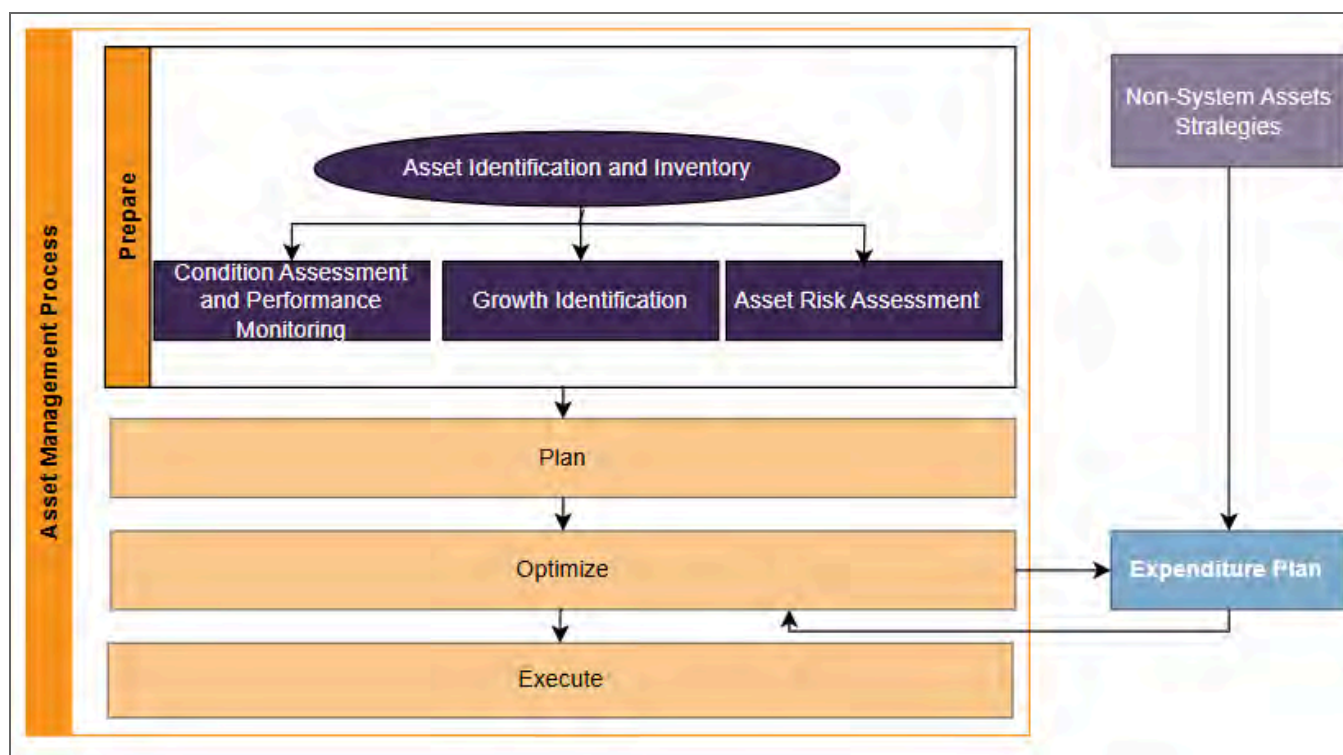 Asset Management Process
Prepare
Asset Identification and Inventory
Condition Assessment
and Performance
Monitoring
Growth Identification
Asset Risk Assessment
Plan
Optimize
Execute
Non-System Assets
Strategies
Expenditure Plan